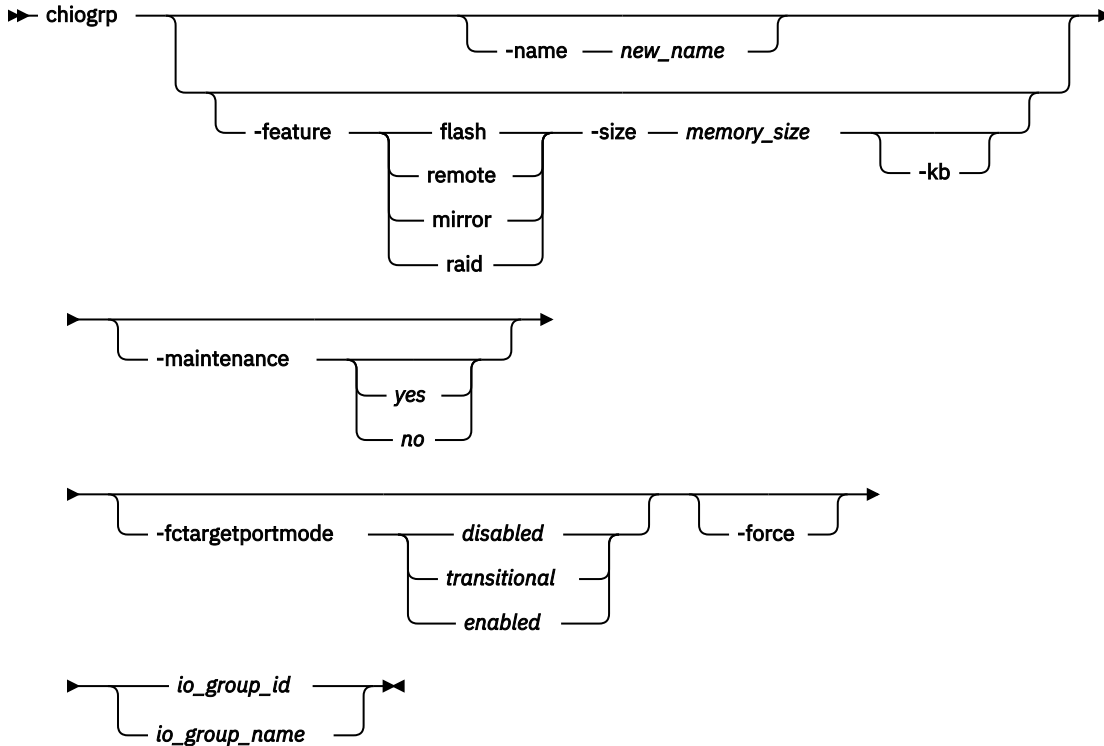 chiogrp
-name new_name
-feature flash -size memory_size
remote -kb
mirror
raid
-maintenance
yes
no
-fctargetportmode disabled -force
transitional
enabled
io_group_id
io_group_name